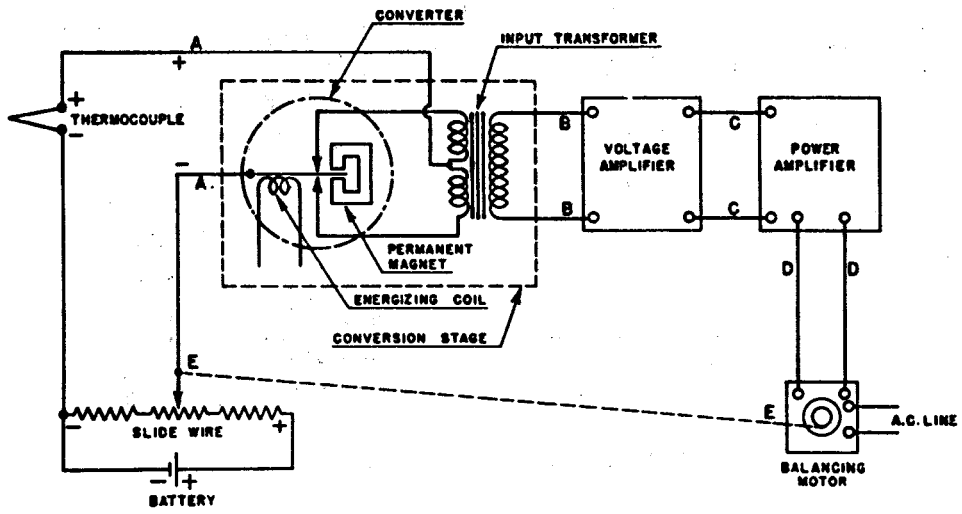 CONVERTER
INPUT TRANSFORMER
A
+
+
THERMOCOUPLE
-
-
A.
B
B
VOLTAGE
AMPLIFIER
C
C
POWER
AMPLIFIER
PERMANENT
MAGNET
ENERGIZING COIL
CONVERSION STAGE
D
D
E
E
A.C. LINE
-
SLIDE WIRE
+
- +
BATTERY
BALANCING
MOTOR